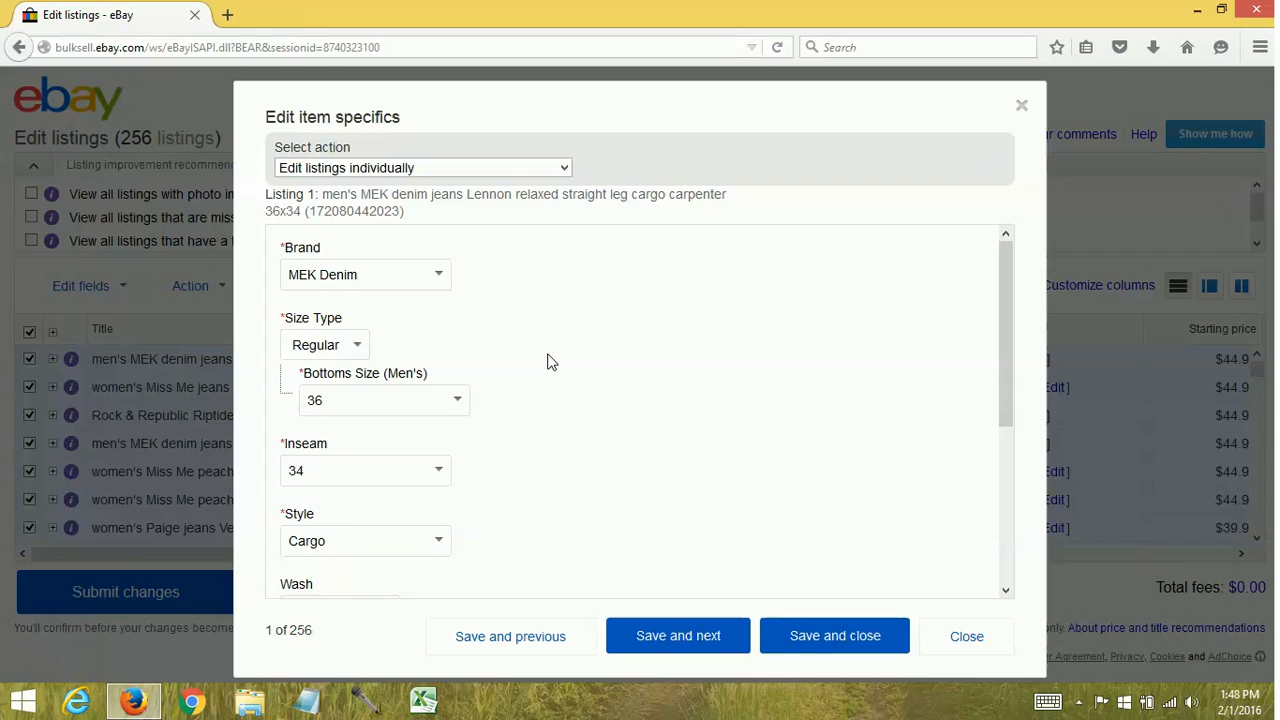 Edit listings - eBay
bulksell.ebay.com/ws/eBayISAPI.dll?BEAR&sessionid=8740323100
Search
ebay
Edit listings (256 listings)
ur comments
Help
Show me how
Listing improvement recommen
View all listings with photo im
View all listings that are miss
View all listings that have a t
Edit fields
Action
Customize columns
Title
Starting price
men's MEK denim jeans
]
$44.9
women's Miss Me jeans
Edit]
$44.9
Rock & Republic Riptide
]
$44.9
men's MEK denim jeans
]
$44.9
women's Miss Me peach
Edit]
$44.9
women's Miss Me peach
Edit]
$44.9
women's Paige jeans Ve
Edit]
$39.9
Submit changes
Total fees: $0.00
You'll confirm before your changes become
only. About price and title recommendations
Agreement, Privacy, Cookies and AdChoice
Edit item specifics
Select action
Edit listings individually
Listing 1: men's MEK denim jeans Lennon relaxed straight leg cargo carpenter
36x34 (172080442023)
*Brand
MEK Denim
*Size Type
Regular
*Bottoms Size (Men's)
36
*Inseam
34
*Style
Cargo
Wash
1 of 256
Save and previous
Save and next
Save and close
Close
1:48 PM
2/1/2016